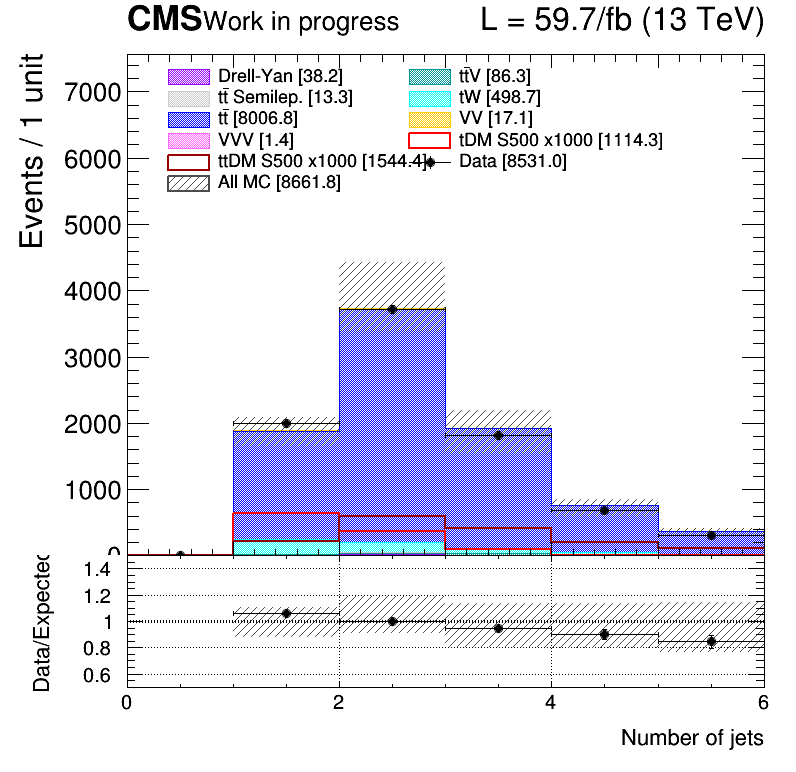 CMS Work in progress L = 59.7/fb (13 TeV)
Events / 1 unit
7000
6000
5000
4000
3000
2000
1000
0
Drell-Yan [38.2]
tt̄V [86.3]
tt̄ Semilep. [13.3]
tW [498.7]
tt̄ [8006.8]
VV [17.1]
VVV [1.4]
tDM S500 x1000 [1114.3]
ttDM S500 x1000 [1544.4]
Data [8531.0]
All MC [8661.8]
Data/Expected
1.4
1.2
1
0.8
0.6
0 2 4 6
Number of jets